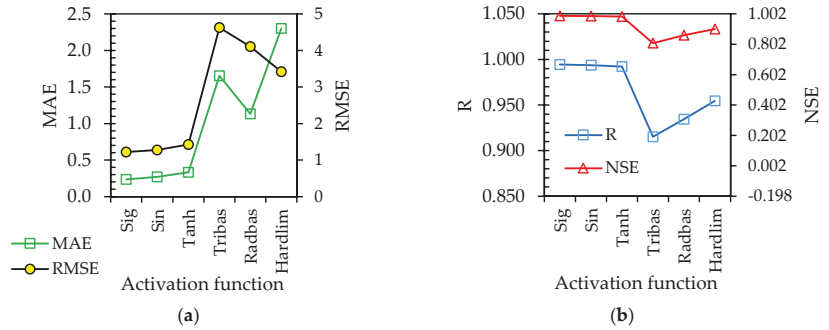 2.5
2.0
1.5
1.0
0.5
0.0
MAE
5
4
3
2
1
0
RMSE
Sig
Sin
Tanh
Tribas
Radbas
Hardlim
MAE
RMSE
Activation function
(a)
1.050
1.000
0.950
0.900
0.850
R
1.002
0.802
0.602
0.402
0.202
0.002
-0.198
NSE
R
NSE
Sig
Sin
Tanh
Tribas
Radbas
Hardlim
Activation function
(b)